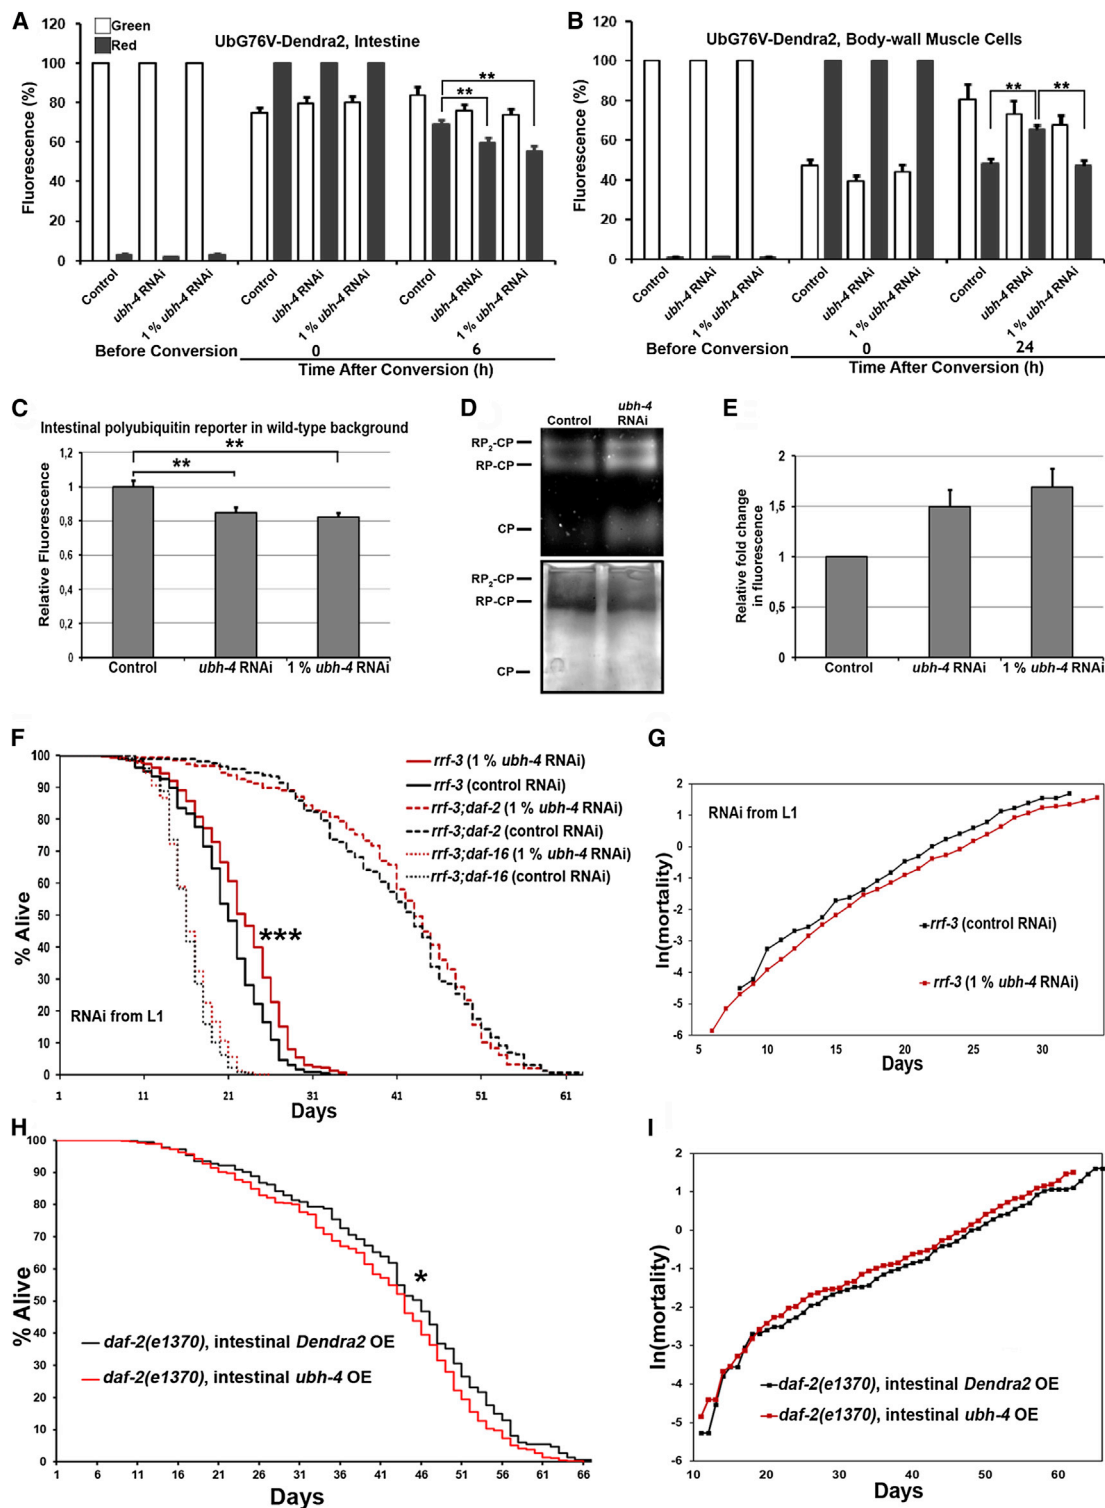 A
Green
Red
UbG76V-Dendra2, Intestine
Fluorescence (%)
120
100
80
60
40
20
0
**
**
Control
ubh-4 RNAi
1 % ubh-4 RNAi
Control
ubh-4 RNAi
1 % ubh-4 RNAi
Control
ubh-4 RNAi
1 % ubh-4 RNAi
Before Conversion
0
6
Time After Conversion (h)
B
UbG76V-Dendra2, Body-wall Muscle Cells
Fluorescence (%)
120
100
80
60
40
20
0
**
**
Control
ubh-4 RNAi
1 % ubh-4 RNAi
Control
ubh-4 RNAi
1 % ubh-4 RNAi
Control
ubh-4 RNAi
1 % ubh-4 RNAi
Before Conversion
0
24
Time After Conversion (h)
C
Intestinal polyubiquitin reporter in wild-type background
Relative Fluorescence
1,2
1
0,8
0,6
0,4
0,2
0
**
**
Control
ubh-4 RNAi
1 % ubh-4 RNAi
D
Control
ubh-4 RNAi
RP2-CP
RP-CP
CP
RP2-CP
RP-CP
CP
E
Relative fold change in fluorescence
2
1,5
1
0,5
0
Control
ubh-4 RNAi
1 % ubh-4 RNAi
F
% Alive
100
90
80
70
60
50
40
30
20
10
0
rrf-3 (1 % ubh-4 RNAi)
rrf-3 (control RNAi)
rrf-3;daf-2 (1 % ubh-4 RNAi)
rrf-3;daf-2 (control RNAi)
rrf-3;daf-16 (1 % ubh-4 RNAi)
rrf-3;daf-16 (control RNAi)
***
RNAi from L1
1 11 21 31 41 51 61
Days
G
RNAi from L1
ln(mortality)
2
1
0
-1
-2
-3
-4
-5
-6
rrf-3 (control RNAi)
rrf-3 (1 % ubh-4 RNAi)
5 10 15 20 25 30
Days
H
% Alive
100
90
80
70
60
50
40
30
20
10
0
*
daf-2(e1370), intestinal Dendra2 OE
daf-2(e1370), intestinal ubh-4 OE
1 6 11 16 21 26 31 36 41 46 51 56 61 66
Days
I
ln(mortality)
2
1
0
-1
-2
-3
-4
-5
-6
daf-2(e1370), intestinal Dendra2 OE
daf-2(e1370), intestinal ubh-4 OE
10 20 30 40 50 60
Days